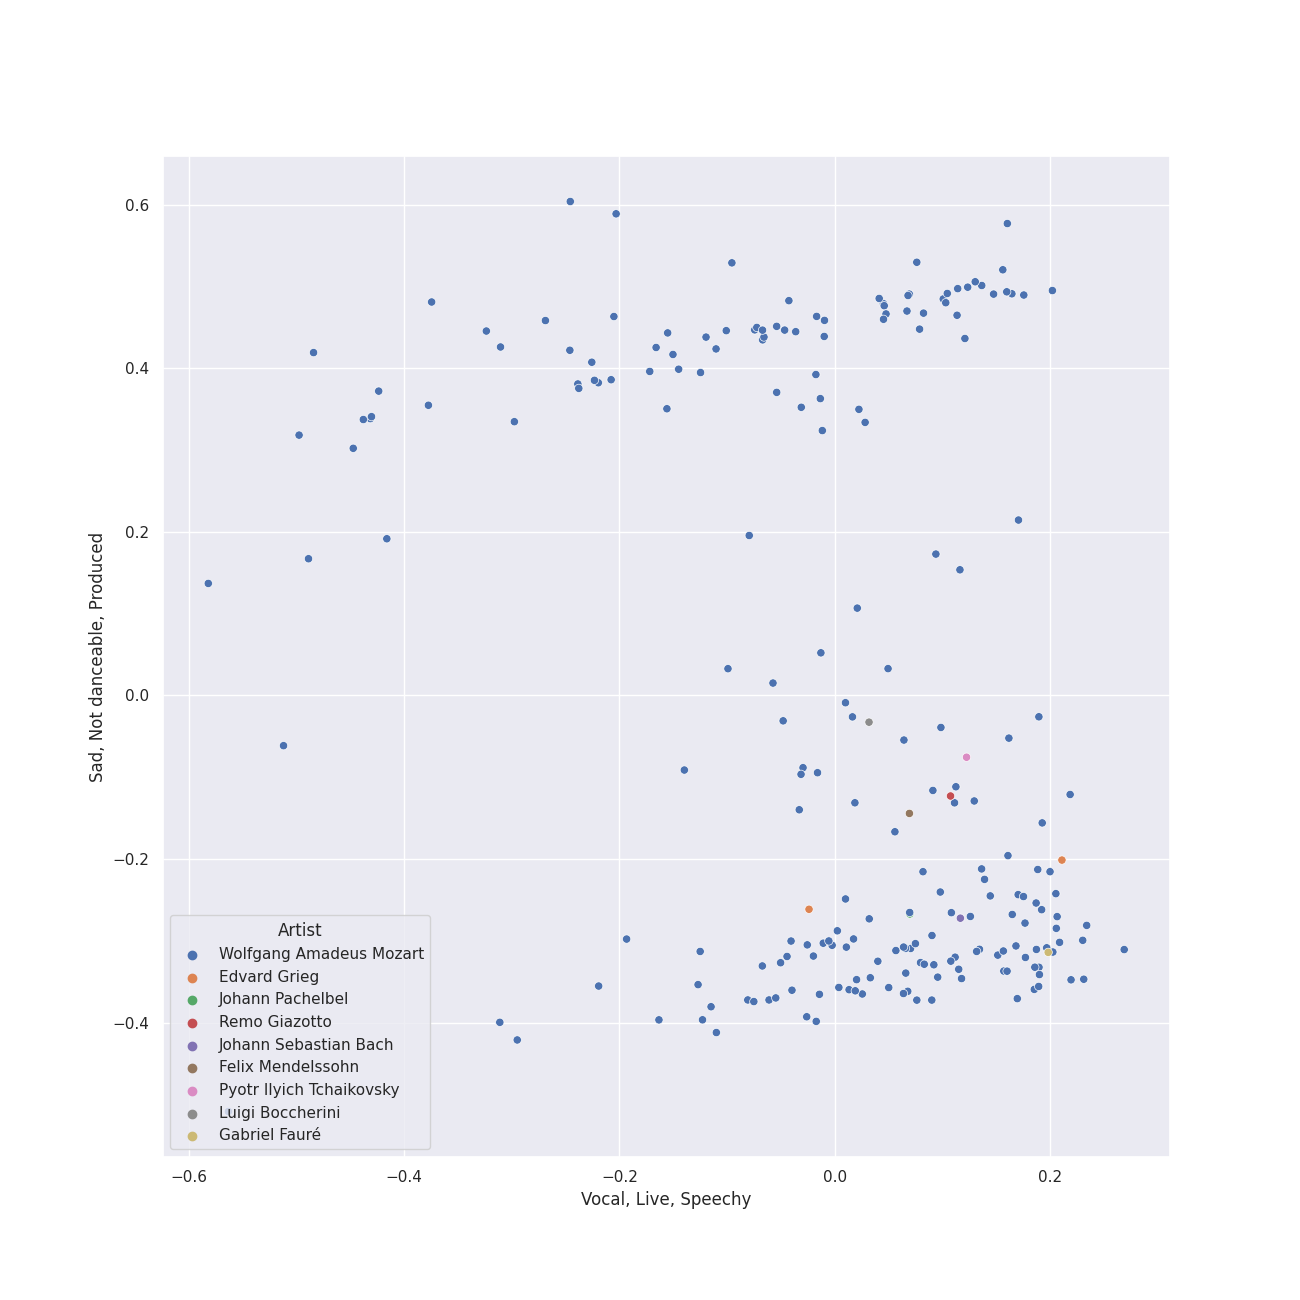 0.6
0.4
0.2
0.0
−0.2
−0.4
Sad, Not danceable, Produced
Artist
Wolfgang Amadeus Mozart
Edvard Grieg
Johann Pachelbel
Remo Giazotto
Johann Sebastian Bach
Felix Mendelssohn
Pyotr Ilyich Tchaikovsky
Luigi Boccherini
Gabriel Fauré
−0.6 −0.4 −0.2 0.0 0.2
Vocal, Live, Speechy